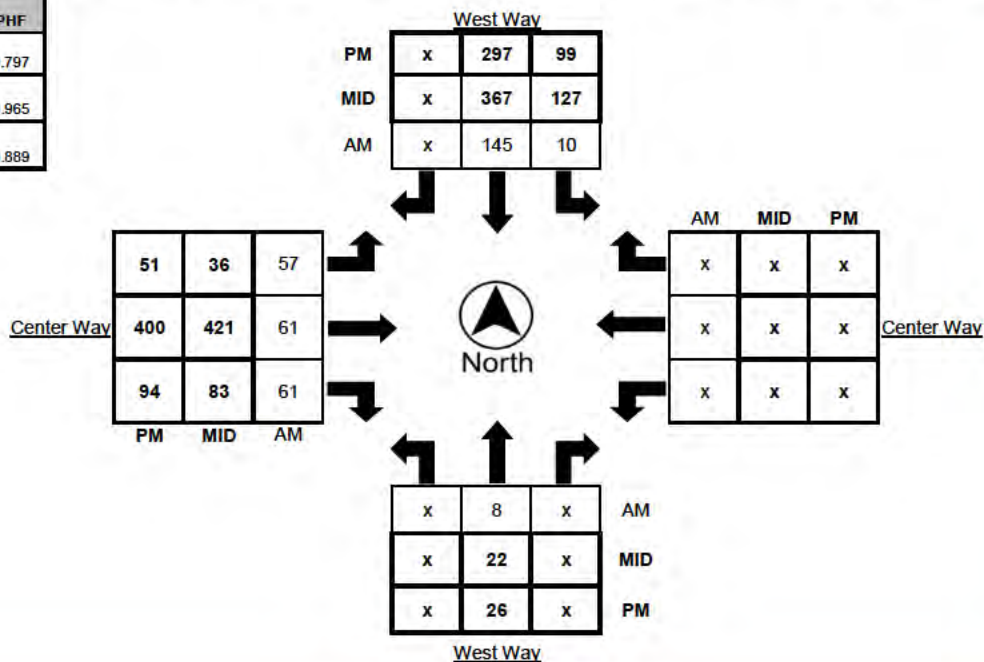 PHF
.797
.965
.889
West Way
PM x 297 99
MID x 367 127
AM x 145 10
AM MID PM
51 36 57
x x x
Center Way 400 421 61
North
x x x Center Way
94 83 61
x x x
PM MID AM
x 8 x AM
x 22 x MID
x 26 x PM
West Way